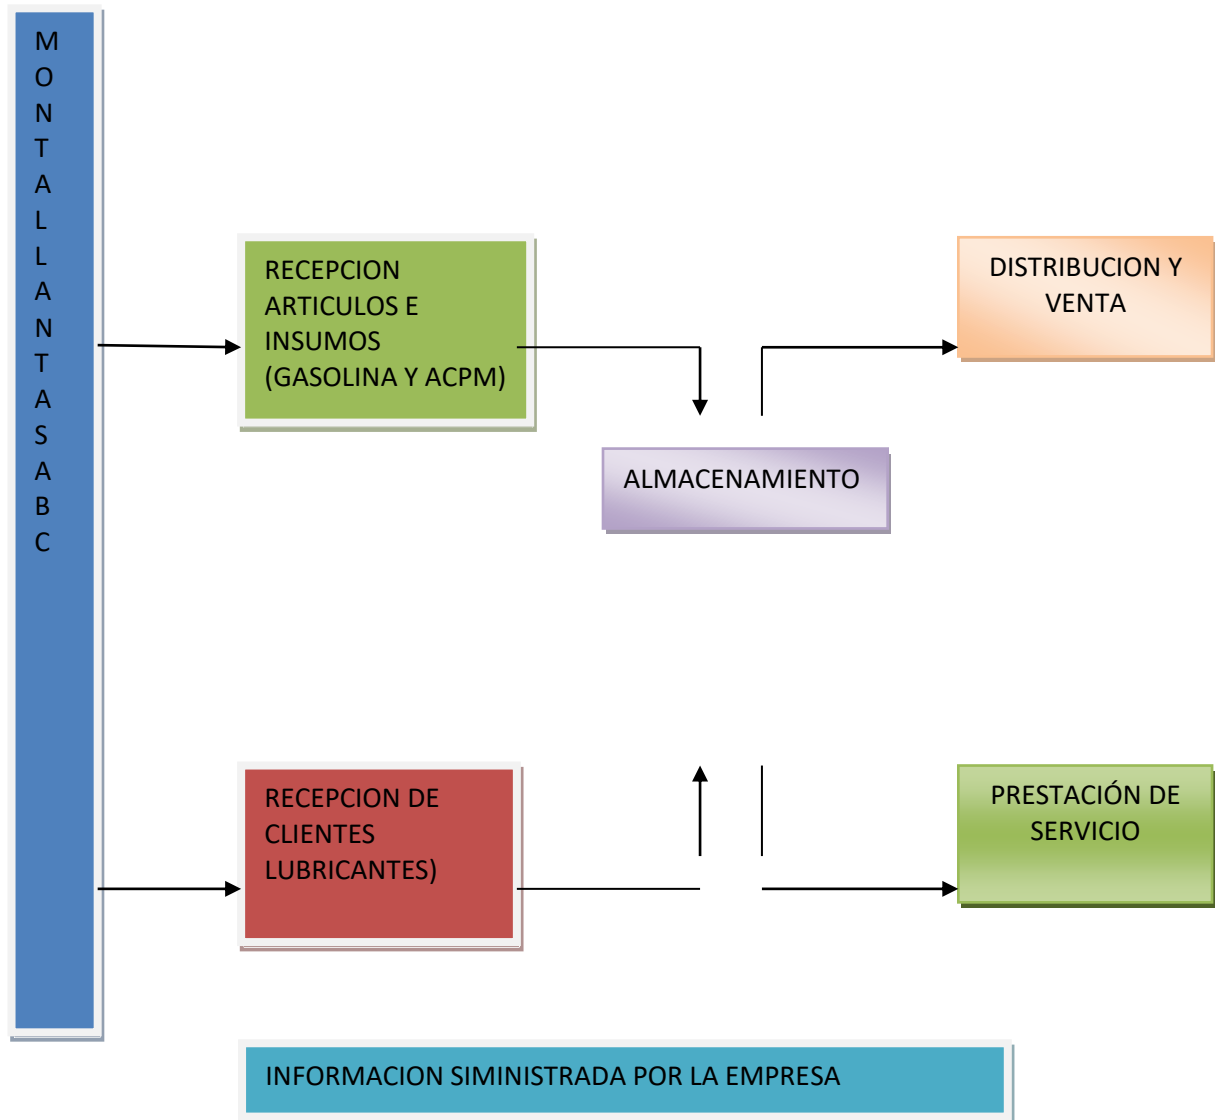 M
O
N
T
A
L
L
A
N
T
A
S
A
B
C
RECEPCION
ARTICULOS E
INSUMOS
(GASOLINA Y ACPM)
DISTRIBUCION Y
VENTA
ALMACENAMIENTO
RECEPCION DE
CLIENTES
LUBRICANTES)
PRESTACIÓN DE
SERVICIO
INFORMACION SIMINISTRADA POR LA EMPRESA